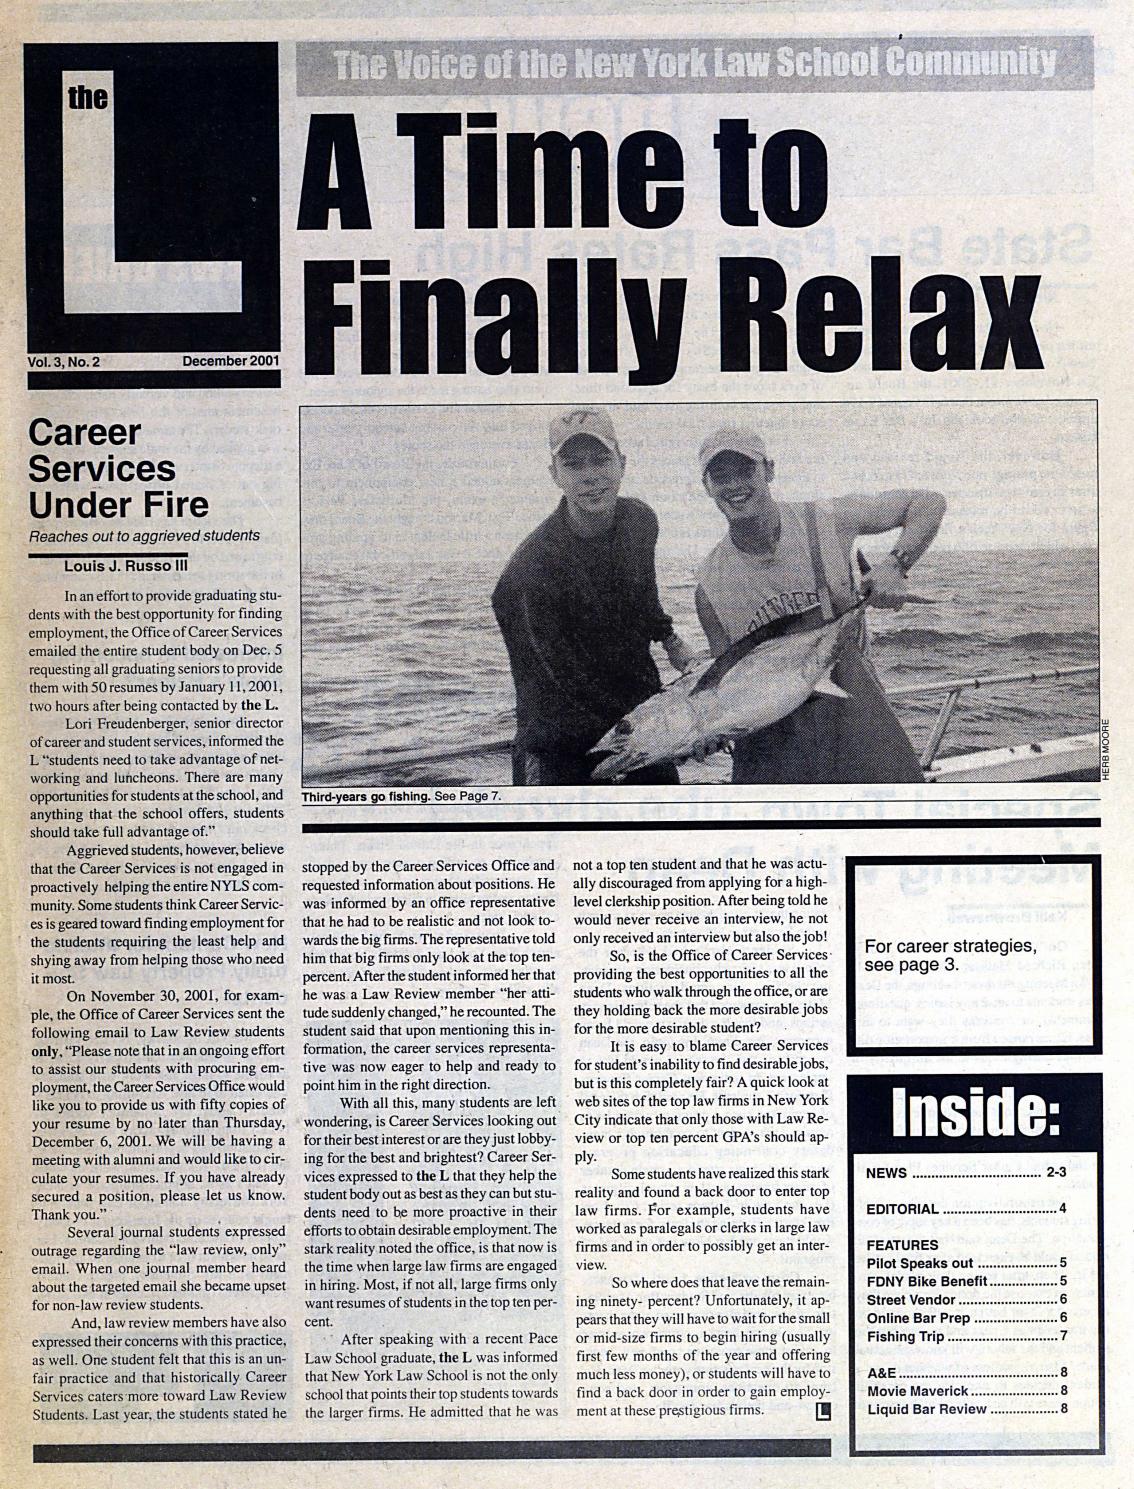 the
L
Vol. 3, No. 2 December 2001
The Voice of the New York Law School Community
A Time to
Finally Relax
HERB MOORE
Third-years go fishing. See Page 7.
Career
Services
Under Fire
Reaches out to aggrieved students
Louis J. Russo III
In an effort to provide graduating stu-
dents with the best opportunity for finding
employment, the Office of Career Services
emailed the entire student body on Dec. 5
requesting all graduating seniors to provide
them with 50 resumes by January 11, 2001,
two hours after being contacted by the L.
Lori Freudenberger, senior director
of career and student services, informed the
L “students need to take advantage of net-
working and luncheons. There are many
opportunities for students at the school, and
anything that the school offers, students
should take full advantage of.”
Aggrieved students, however, believe
that the Career Services is not engaged in
proactively helping the entire NYLS com-
munity. Some students think Career Servic-
es is geared toward finding employment for
the students requiring the least help and
shying away from helping those who need
it most.
On November 30, 2001, for exam-
ple, the Office of Career Services sent the
following email to Law Review students
only, “Please note that in an ongoing effort
to assist our students with procuring em-
ployment, the Career Services Office would
like you to provide us with fifty copies of
your resume by no later than Thursday,
December 6, 2001. We will be having a
meeting with alumni and would like to cir-
culate your resumes. If you have already
secured a position, please let us know.
Thank you.”
Several journal students expressed
outrage regarding the “law review, only”
email. When one journal member heard
about the targeted email she became upset
for non-law review students.
And, law review members have also
expressed their concerns with this practice,
as well. One student felt that this is an un-
fair practice and that historically Career
Services caters more toward Law Review
Students. Last year, the students stated he
stopped by the Career Services Office and
requested information about positions. He
was informed by an office representative
that he had to be realistic and not look to-
wards the big firms. The representative told
him that big firms only look at the top ten-
percent. After the student informed her that
he was a Law Review member “her atti-
tude suddenly changed,” he recounted. The
student said that upon mentioning this in-
formation, the career services representa-
tive was now eager to help and ready to
point him in the right direction.
With all this, many students are left
wondering, is Career Services looking out
for their best interest or are they just lobby-
ing for the best and brightest? Career Ser-
vices expressed to the L that they help the
student body out as best as they can but stu-
dents need to be more proactive in their
efforts to obtain desirable employment. The
stark reality noted the office, is that now is
the time when large law firms are engaged
in hiring. Most, if not all, large firms only
want resumes of students in the top ten per-
cent.
After speaking with a recent Pace
Law School graduate, the L was informed
that New York Law School is not the only
school that points their top students towards
the larger firms. He admitted that he was
not a top ten student and that he was actu-
ally discouraged from applying for a high-
level clerkship position. After being told he
would never receive an interview, he not
only received an interview but also the job!
So, is the Office of Career Services
providing the best opportunities to all the
students who walk through the office, or are
they holding back the more desirable jobs
for the more desirable student?
It is easy to blame Career Services
for student’s inability to find desirable jobs,
but is this completely fair? A quick look at
web sites of the top law firms in New York
City indicate that only those with Law Re-
view or top ten percent GPA’s should ap-
ply.
Some students have realized this stark
reality and found a back door to enter top
law firms. For example, students have
worked as paralegals or clerks in large law
firms and in order to possibly get an inter-
view.
So where does that leave the remain-
ing ninety- percent? Unfortunately, it ap-
pears that they will have to wait for the small
or mid-size firms to begin hiring (usually
first few months of the year and offering
much less money), or students will have to
find a back door in order to gain employ-
ment at these prestigious firms. L
For career strategies,
see page 3.
Inside:
NEWS ................................ 2-3
EDITORIAL ............................ 4
FEATURES
Pilot Speaks out .................... 5
FDNY Bike Benefit................. 5
Street Vendor ......................... 6
Online Bar Prep ..................... 6
Fishing Trip ............................ 7
A&E........................................ 8
Movie Maverick...................... 8
Liquid Bar Review ................. 8